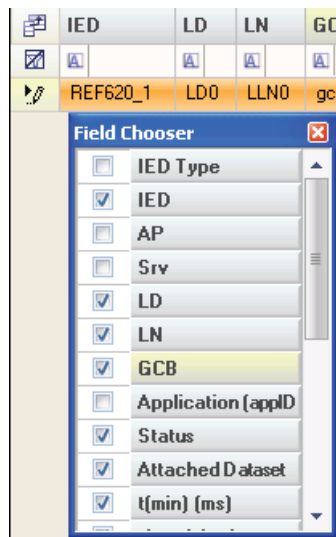 IED LD LN GC
A A A A
REF620_1 LD0 LLN0 gc
Field Chooser
IED Type
IED
AP
Srv
LD
LN
GCB
Application (appID
Status
Attached Dataset
t(min) (ms)